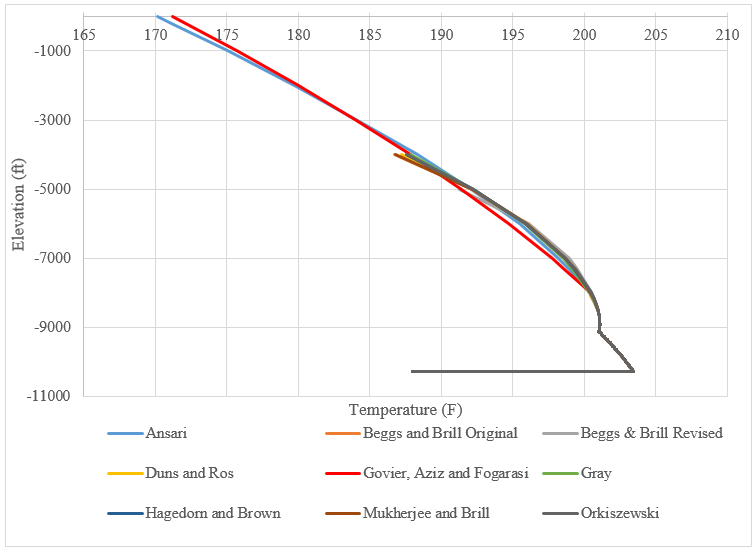 165 170 175 180 185 190 195 200 205 210
-1000
-3000
-5000
-7000
-9000
-11000
Elevation (ft)
Temperature (F)
Ansari Beggs and Brill Original Beggs & Brill Revised
Duns and Ros Govier, Aziz and Fogarasi Gray
Hagedorn and Brown Mukherjee and Brill Orkiszewski